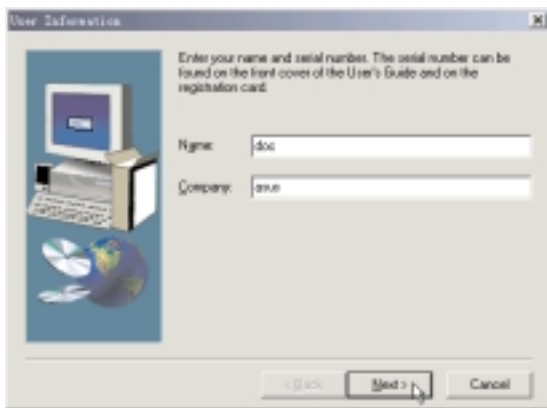 User Information
Enter your name and serial number. The serial number can be
found on the front cover of the User's Guide and on the
registration card.
Name:
Company: asus
< Back Next > Cancel